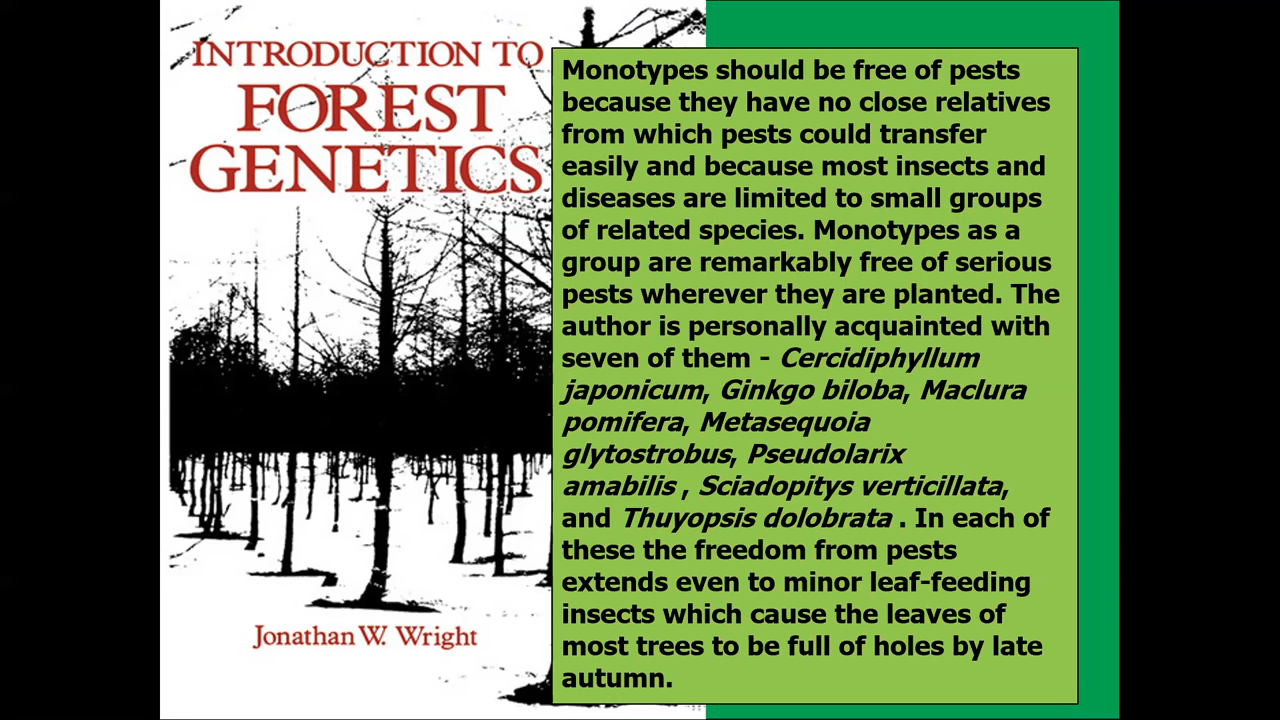 INTRODUCTION TO
FOREST
GENETICS
Jonathan W. Wright
Monotypes should be free of pests
because they have no close relatives
from which pests could transfer
easily and because most insects and
diseases are limited to small groups
of related species. Monotypes as a
group are remarkably free of serious
pests wherever they are planted. The
author is personally acquainted with
seven of them - Cercidiphyllum
japonicum, Ginkgo biloba, Maclura
pomifera, Metasequoia
glytostrobus, Pseudolarix
amabilis , Sciadopitys verticillata,
and Thuyopsis dolobrata . In each of
these the freedom from pests
extends even to minor leaf-feeding
insects which cause the leaves of
most trees to be full of holes by late
autumn.